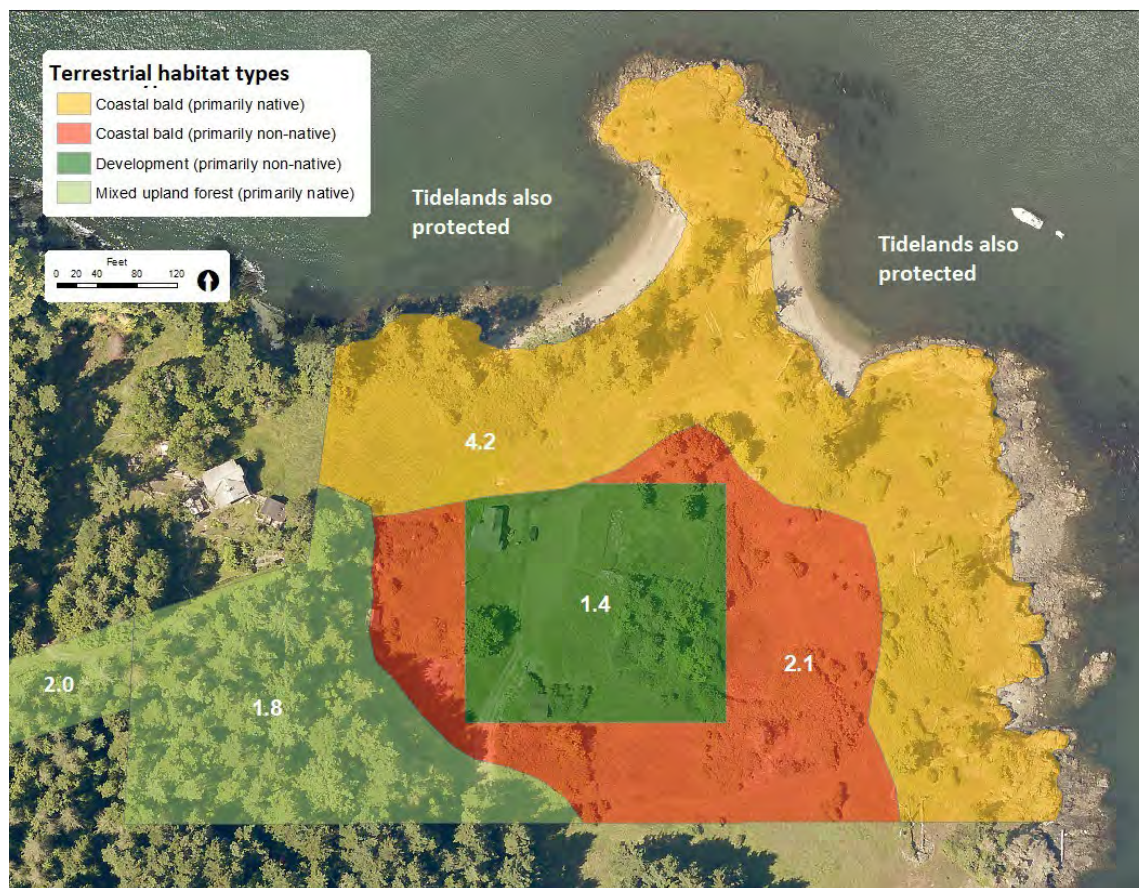 Terrestrial habitat types
Coastal bald (primarily native)
Coastal bald (primarily non-native)
Development (primarily non-native)
Mixed upland forest (primarily native)
Feet
0 20 40 80 120
Tidelands also
protected
Tidelands also
protected
4.2
1.4
2.1
2.0
1.8